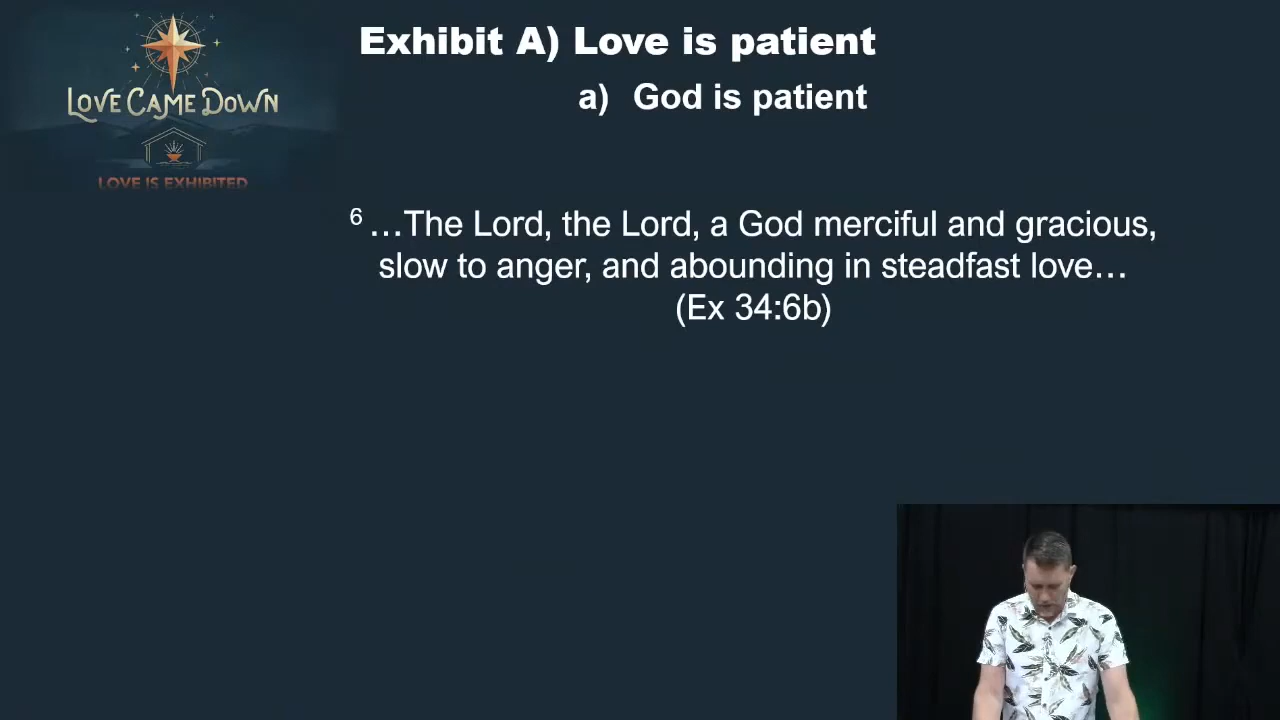 LOVE CAME DOWN
LOVE IS EXHIBITED
Exhibit A) Love is patient
a) God is patient
6 …The Lord, the Lord, a God merciful and gracious,
slow to anger, and abounding in steadfast love…
(Ex 34:6b)